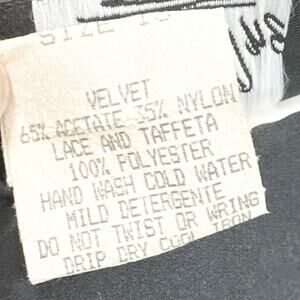 SIZE
VELVET
65% ACETATE 35% NYLON
LACE AND TAFFETA
100% POLYESTER
HAND WASH COLD WATER
MILD DETERGENTE
DO NOT TWIST OR WRING
DRIP DRY COOL IRON